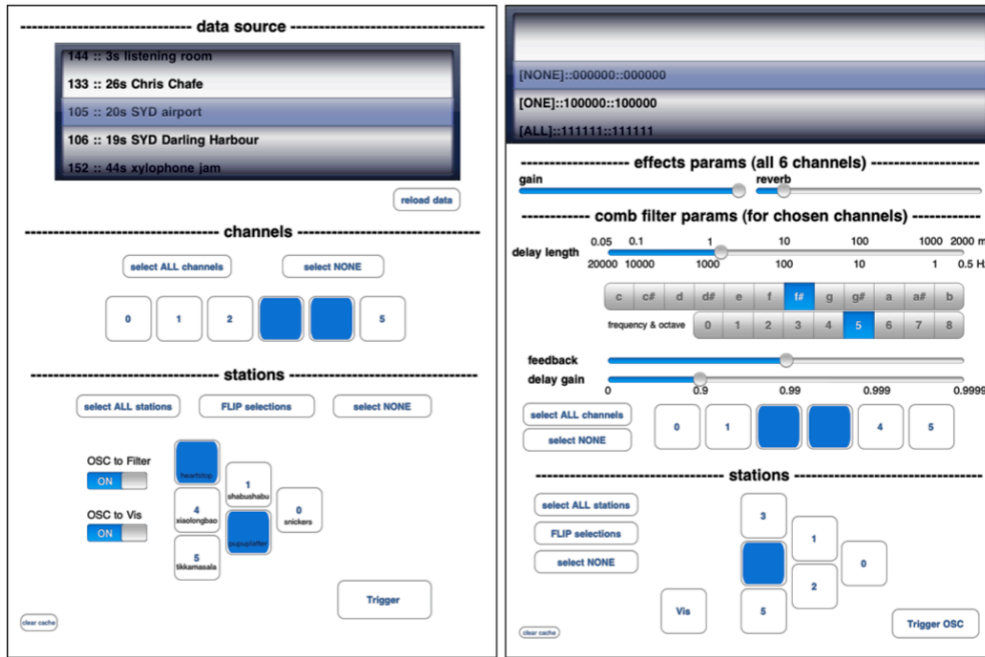 data source
144 :: 3s listening room
133 :: 26s Chris Chafe
105 :: 20s SYD airport
106 :: 19s SYD Darling Harbour
152 :: 44s xylophone jam
reload data
channels
select ALL channels select NONE
0 1 2 5
stations
select ALL stations FLIP selections select NONE
OSC to Filter
ON
OSC to Vis
ON
heartstop
1
shabushabu
4
xiaolongbao
0
snickers
pupuplatter
5
tikkamasala
Trigger
clear cache
[NONE]::000000::000000
[ONE]::100000::100000
[ALL]::111111::111111
effects params (all 6 channels)
gain reverb
comb filter params (for chosen channels)
0.05 0.1 1 10 100 1000 2000 m
delay length
20000 10000 1000 100 10 1 0.5 H
c c# d d# e f f# g g# a a# b
frequency & octave 0 1 2 3 4 5 6 7 8
feedback
delay gain
0 0.9 0.99 0.999 0.9999
select ALL channels
select NONE
0 1 4 5
stations
select ALL stations
FLIP selections
select NONE
3
1
0
2
5
Vis
Trigger OSC
clear cache